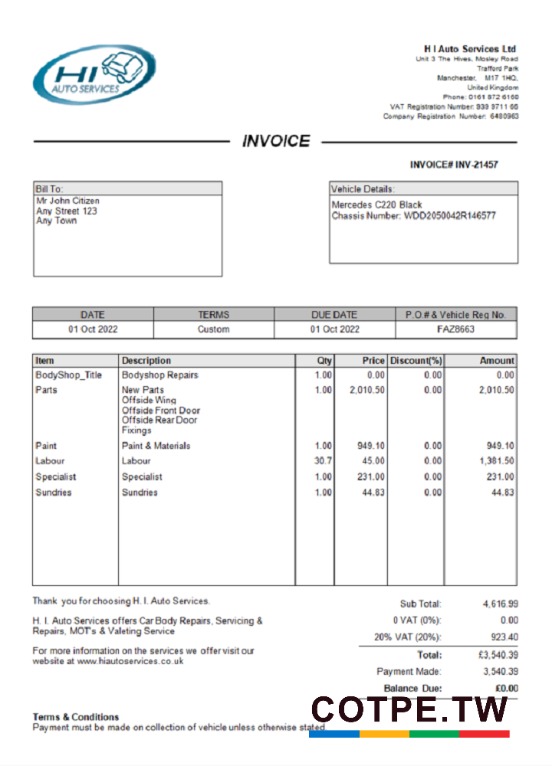 HI
AUTO SERVICES
H I Auto Services Ltd
Unit 3 The Hives, Mosley Road
Trafford Park
Manchester, M17 1HQ,
United Kingdom
Phone: 0161 872 6160
VAT Registration Number: 933 9711 65
Company Registration Number: 6480963
INVOICE
INVOICE# INV-21457
Bill To:
Mr John Citizen
Any Street 123
Any Town
Vehicle Details:
Mercedes C220 Black
Chassis Number: WDD2050042R146577
DATE TERMS DUE DATE P.O.# & Vehicle Reg No.
01 Oct 2022 Custom 01 Oct 2022 FAZ8663
Item Description Qty Price Discount(%) Amount
BodyShop_Title Bodyshop Repairs 1.00 0.00 0.00 0.00
Parts New Parts 1.00 2,010.50 0.00 2,010.50
Offside Wing
Offside Front Door
Offside Rear Door
Fixings
Paint Paint & Materials 1.00 949.10 0.00 949.10
Labour Labour 30.7 45.00 0.00 1,381.50
Specialist Specialist 1.00 231.00 0.00 231.00
Sundries Sundries 1.00 44.83 0.00 44.83
Thank you for choosing H. I. Auto Services.
H. I. Auto Services offers Car Body Repairs, Servicing &
Repairs, MOT's & Valeting Service
For more information on the services we offer visit our
website at www.hiautoservices.co.uk
Sub Total: 4,616.99
0 VAT (0%): 0.00
20% VAT (20%): 923.40
Total: £3,540.39
Payment Made: 3,540.39
Balance Due: £0.00
COTPE.TW
Terms & Conditions
Payment must be made on collection of vehicle unless otherwise stated